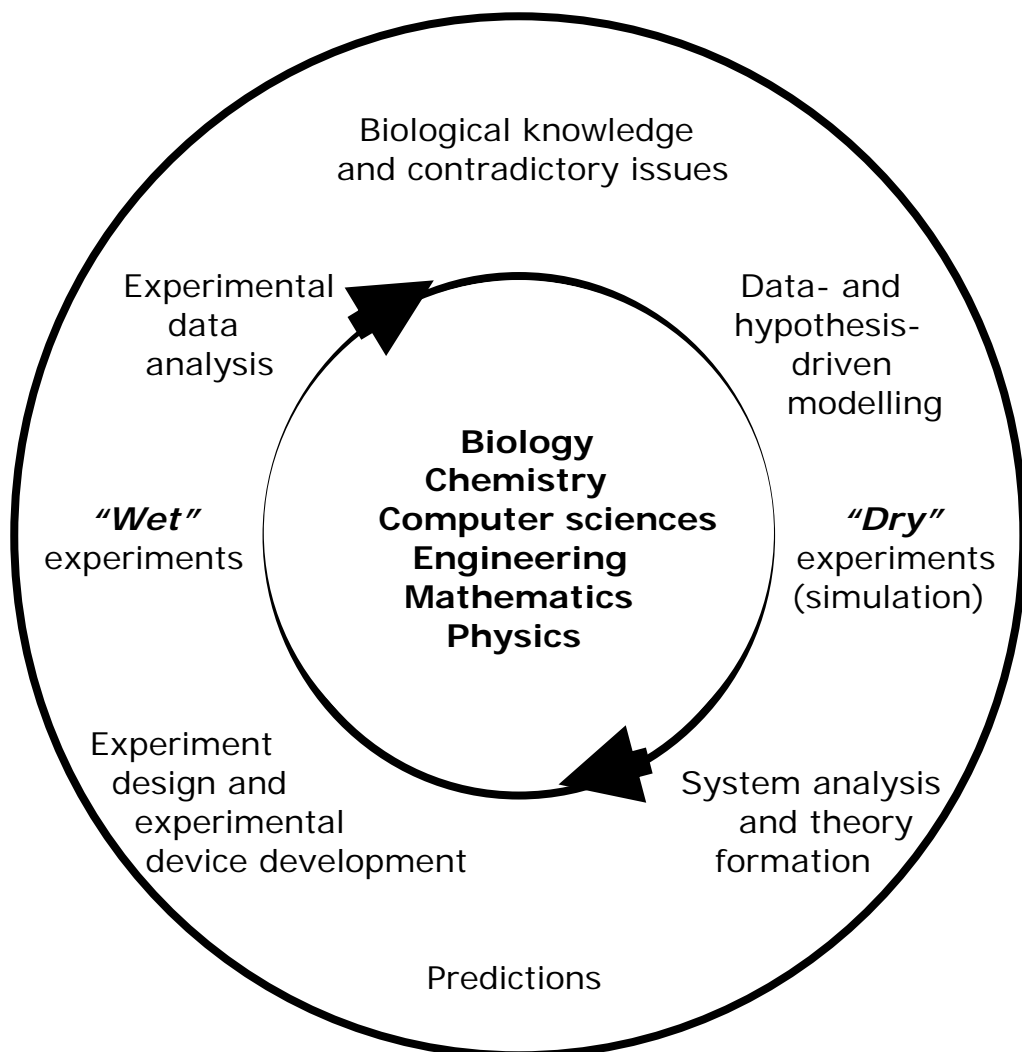 Biological knowledge
and contradictory issues
Experimental
data
analysis
Data- and
hypothesis-
driven
modelling
Biology
Chemistry
Computer sciences
Engineering
Mathematics
Physics
“Wet”
experiments
“Dry”
experiments
(simulation)
Experiment
design and
experimental
device development
System analysis
and theory
formation
Predictions